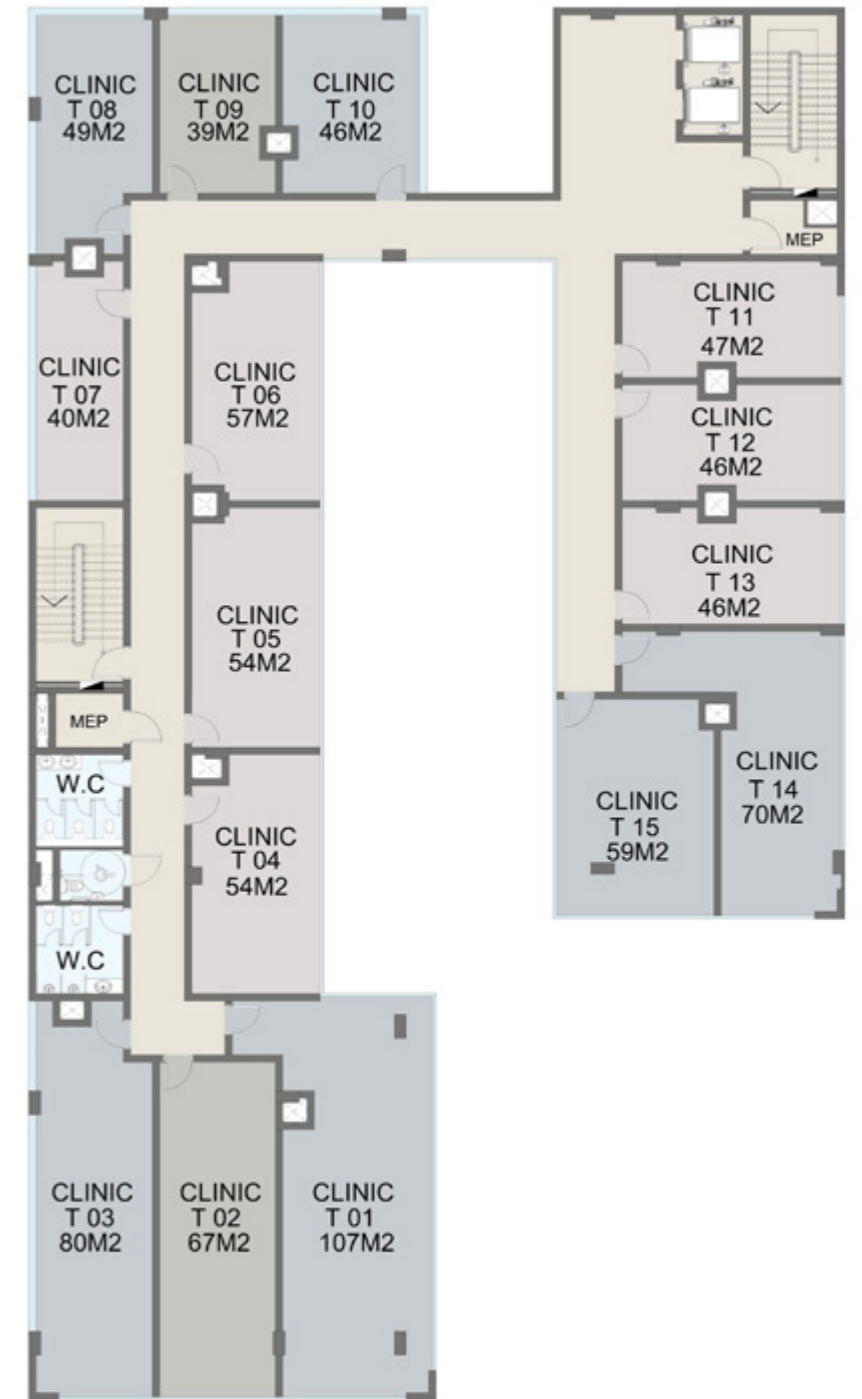 CLINIC
T 08
49M2
CLINIC
T 09
39M2
CLINIC
T 10
46M2
MEP
CLINIC
T 11
47M2
CLINIC
T 07
40M2
CLINIC
T 06
57M2
CLINIC
T 12
46M2
CLINIC
T 13
46M2
CLINIC
T 05
54M2
MEP
W.C
CLINIC
T 04
54M2
CLINIC
T 15
59M2
CLINIC
T 14
70M2
W.C
CLINIC
T 03
80M2
CLINIC
T 02
67M2
CLINIC
T 01
107M2